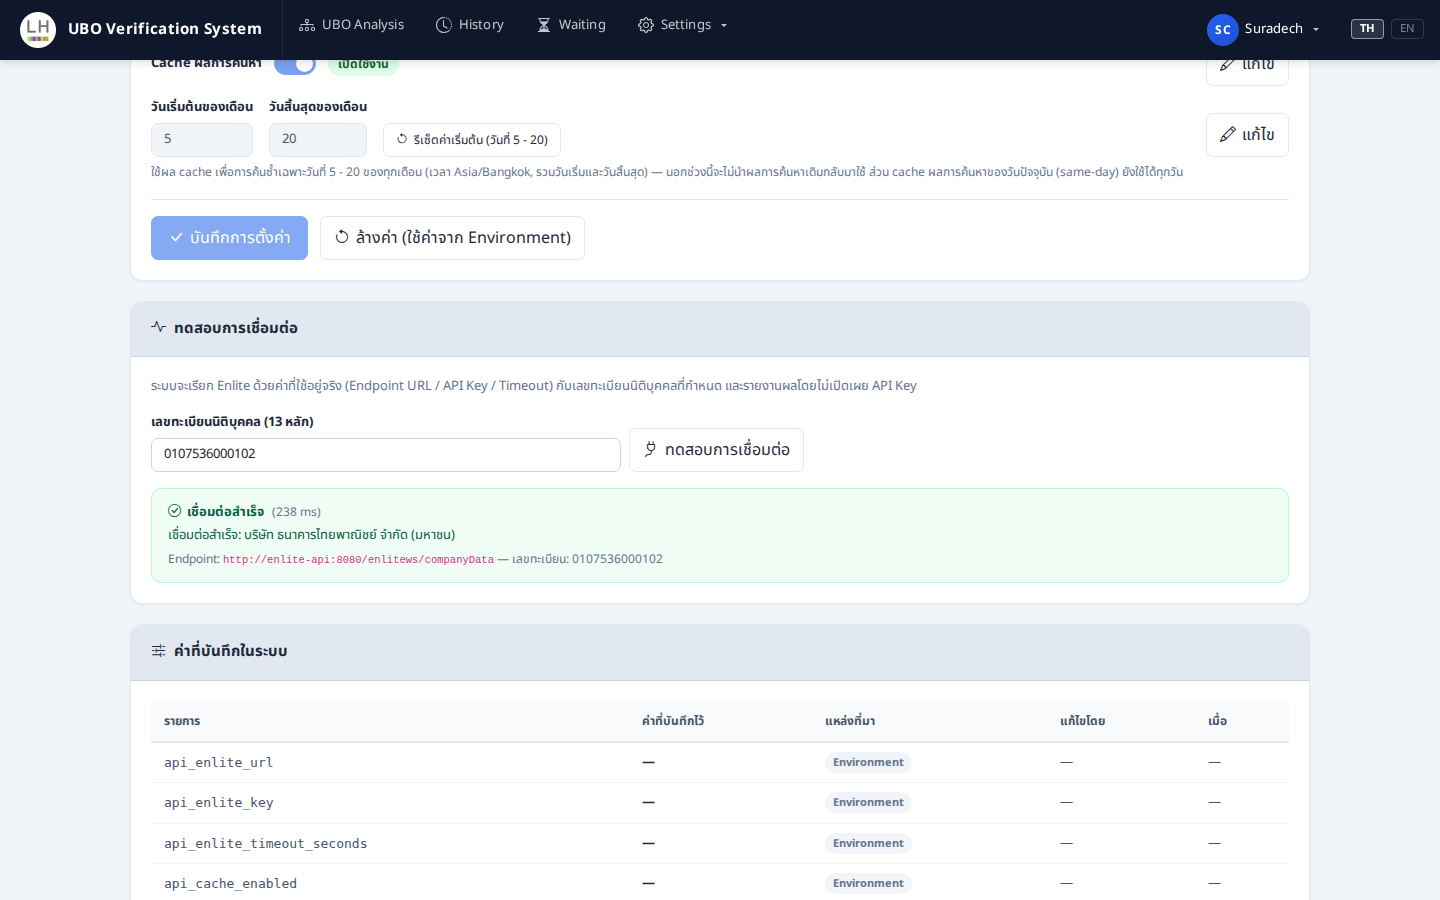 LH UBO Verification System UBO Analysis History Waiting Settings SC Suradech TH EN
Cache ผลการค้นหา เปิดใช้งาน แก้ไข
วันเริ่มต้นของเดือน วันสิ้นสุดของเดือน
5 20 รีเซ็ตค่าเริ่มต้น (วันที่ 5 - 20) แก้ไข
ใช้ผล cache เพื่อการค้นซ้ำเฉพาะวันที่ 5 - 20 ของทุกเดือน (เวลา Asia/Bangkok, รวมวันเริ่มและวันสิ้นสุด) — นอกช่วงนี้จะไม่นำผลการค้นหาเดิมกลับมาใช้ ส่วน cache ผลการค้นหาของวันปัจจุบัน (same-day) ยังใช้ได้ทุกวัน
บันทึกการตั้งค่า ล้างค่า (ใช้ค่าจาก Environment)
ทดสอบการเชื่อมต่อ
ระบบจะเรียก Enlite ด้วยค่าที่ใช้อยู่จริง (Endpoint URL / API Key / Timeout) กับเลขทะเบียนนิติบุคคลที่กำหนด และรายงานผลโดยไม่เปิดเผย API Key
เลขทะเบียนนิติบุคคล (13 หลัก)
0107536000102 ทดสอบการเชื่อมต่อ
เชื่อมต่อสำเร็จ (238 ms)
เชื่อมต่อสำเร็จ: บริษัท ธนาคารไทยพาณิชย์ จำกัด (มหาชน)
Endpoint: http://enlite-api:8080/enlitews/companyData — เลขทะเบียน: 0107536000102
ค่าที่บันทึกในระบบ
รายการ ค่าที่บันทึกไว้ แหล่งที่มา แก้ไขโดย เมื่อ
api_enlite_url — Environment — —
api_enlite_key — Environment — —
api_enlite_timeout_seconds — Environment — —
api_cache_enabled — Environment — —